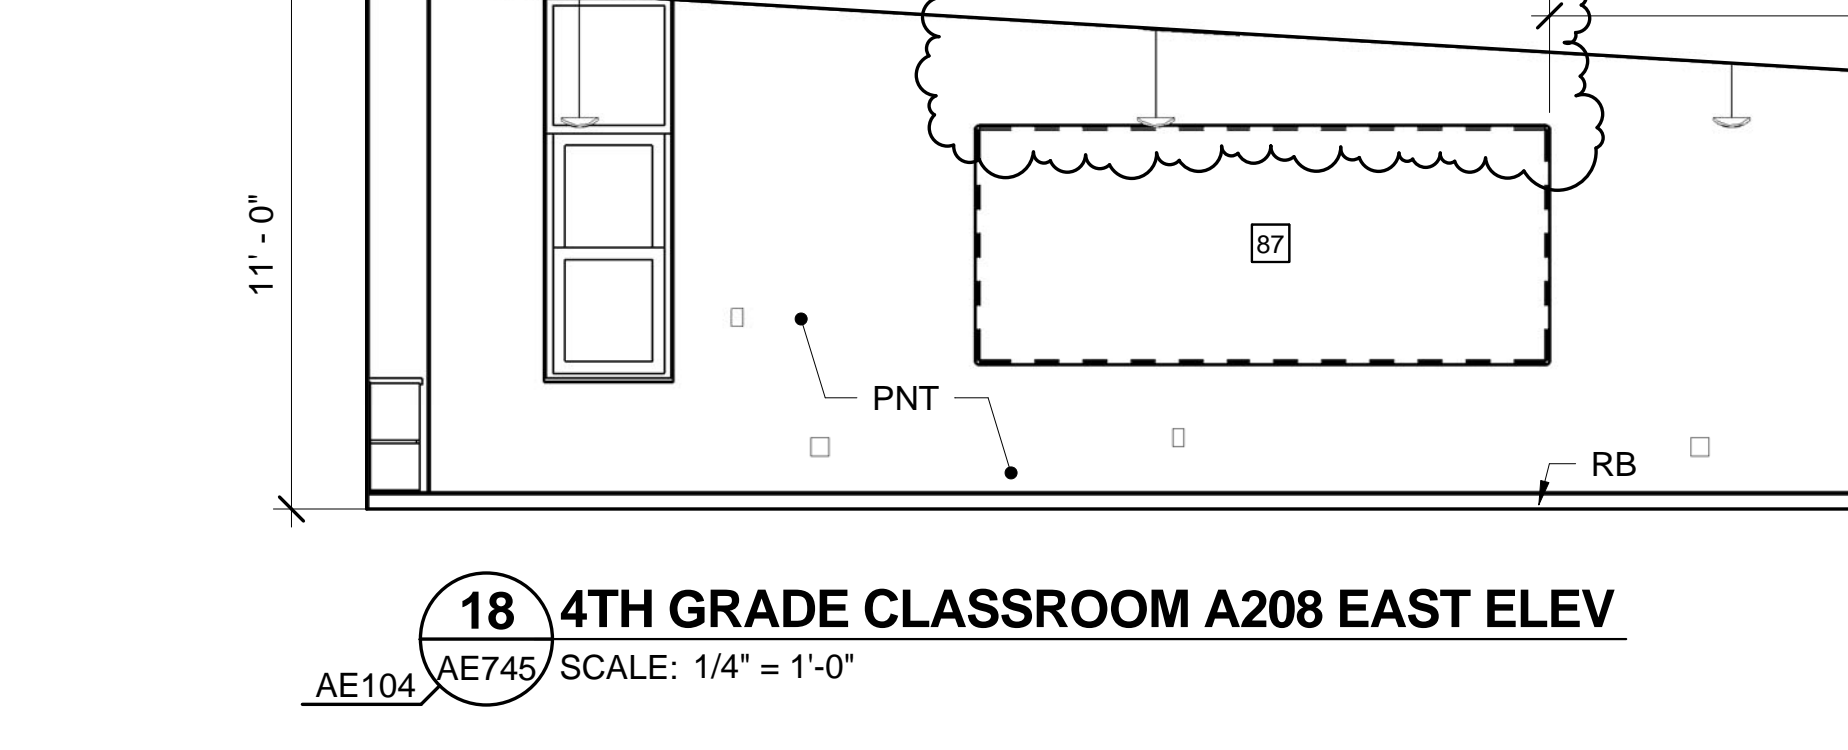 11' - 0"
87
PNT
RB
18
4TH GRADE CLASSROOM A208 EAST ELEV
AE745
SCALE: 1/4" = 1'-0"
AE104